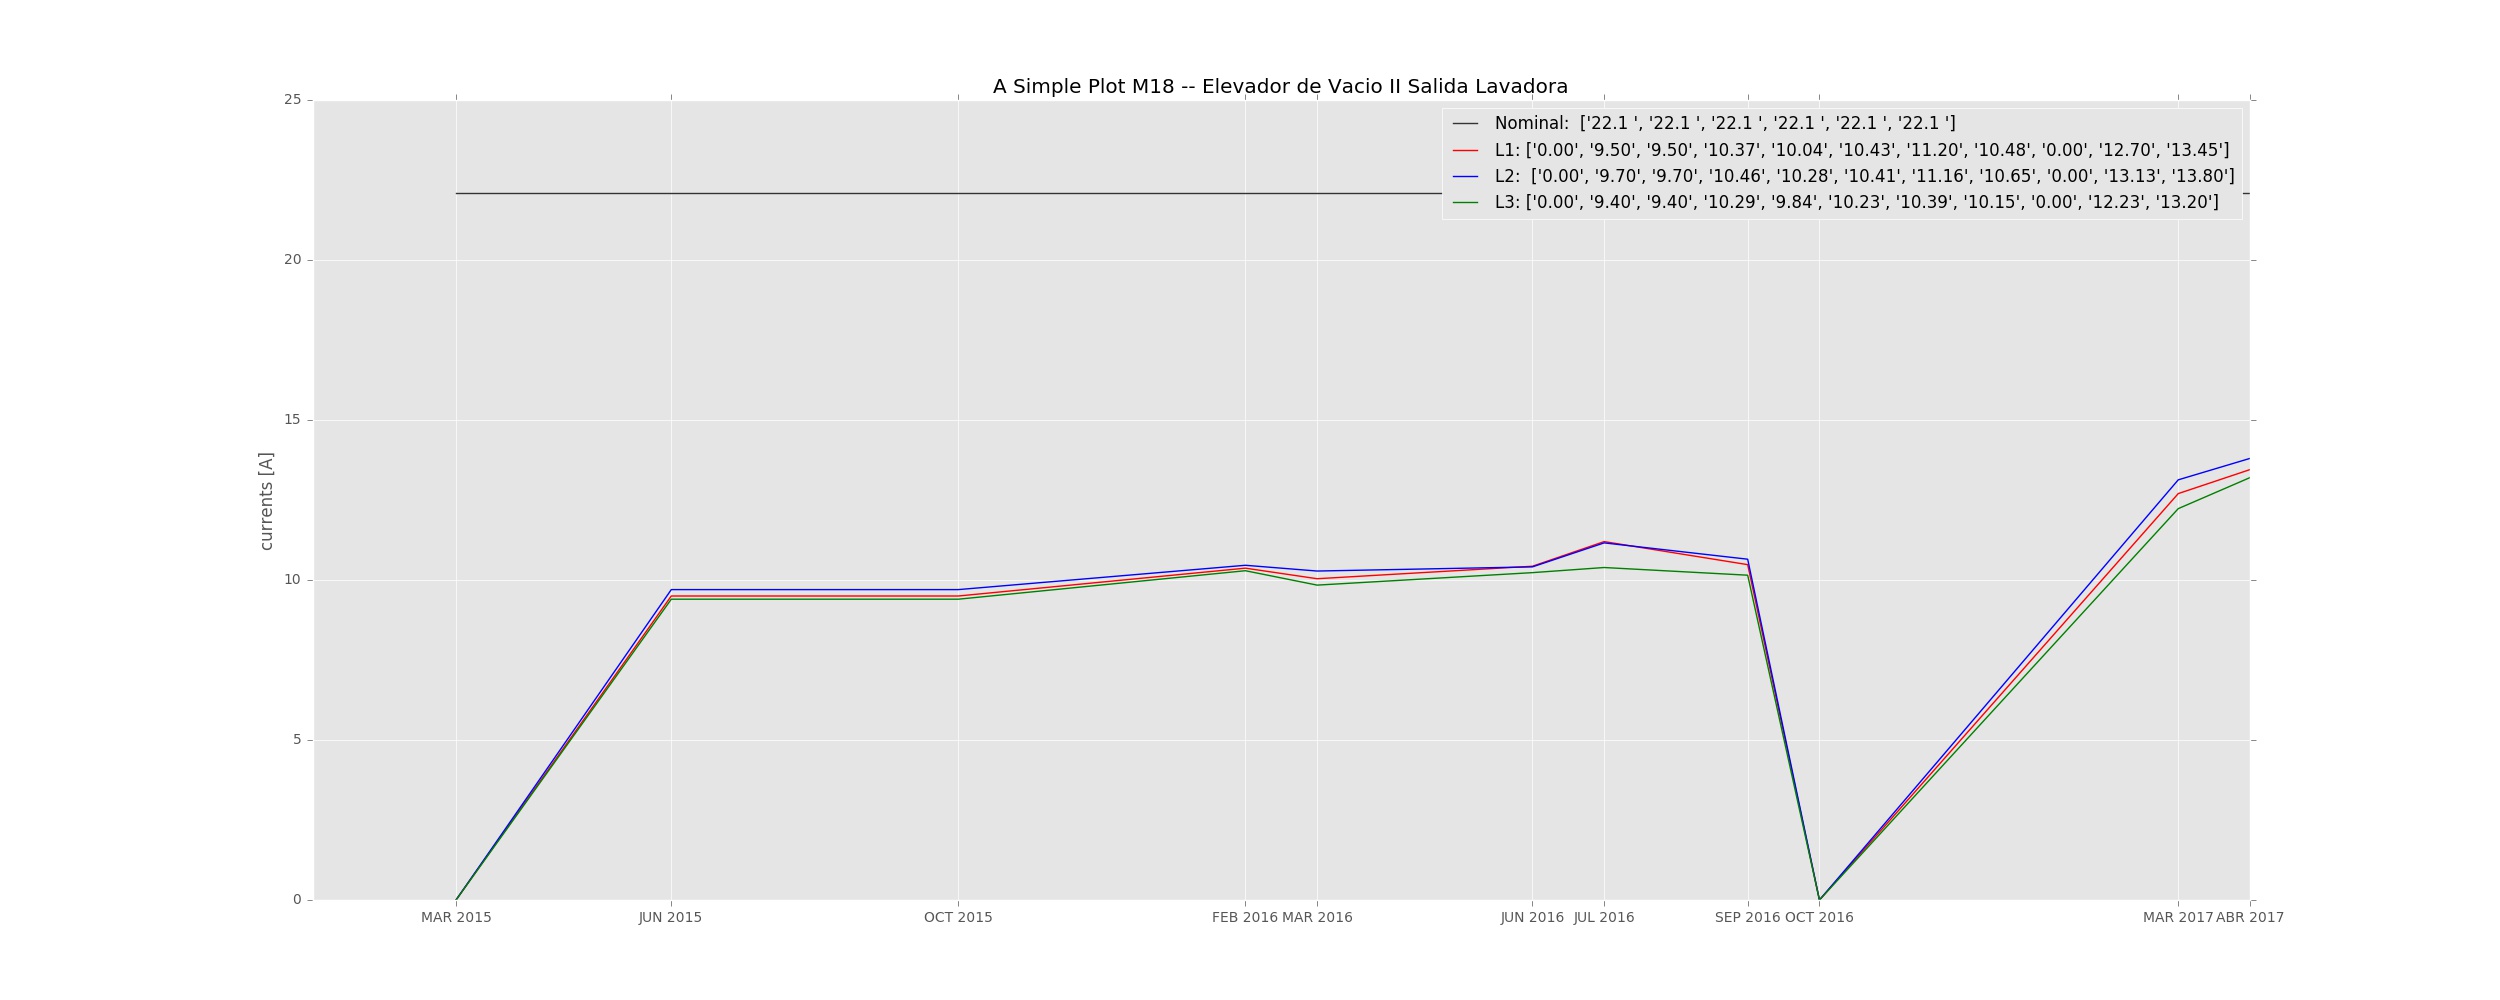 A Simple Plot M18 -- Elevador de Vacio II Salida Lavadora
25
20
15
10
5
0
currents [A]
Nominal:  ['22.1 ', '22.1 ', '22.1 ', '22.1 ', '22.1 ', '22.1 ']
L1: ['0.00', '9.50', '9.50', '10.37', '10.04', '10.43', '11.20', '10.48', '0.00', '12.70', '13.45']
L2:  ['0.00', '9.70', '9.70', '10.46', '10.28', '10.41', '11.16', '10.65', '0.00', '13.13', '13.80']
L3: ['0.00', '9.40', '9.40', '10.29', '9.84', '10.23', '10.39', '10.15', '0.00', '12.23', '13.20']
MAR 2015 JUN 2015 OCT 2015 FEB 2016 MAR 2016 JUN 2016 JUL 2016 SEP 2016 OCT 2016 MAR 2017 ABR 2017